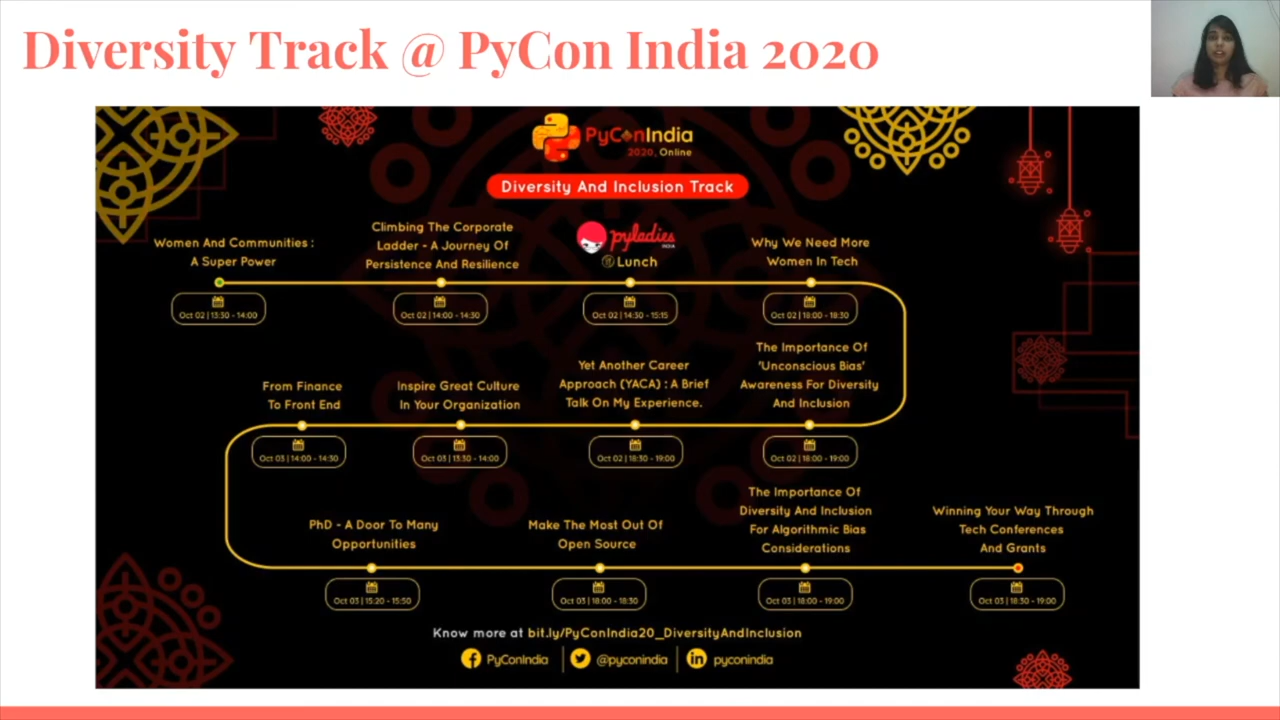 Diversity Track @ PyCon India 2020
PyConIndia
2020, Online
Diversity And Inclusion Track
Women And Communities :
A Super Power
Oct 02 | 13:30 - 14:00
Climbing The Corporate
Ladder - A Journey Of
Persistence And Resilience
Oct 02 | 14:00 - 14:30
pyladies
INDIA
Lunch
Oct 02 | 14:30 - 15:15
Why We Need More
Women In Tech
Oct 02 | 18:00 - 18:30
From Finance
To Front End
Oct 03 | 14:00 - 14:30
Inspire Great Culture
In Your Organization
Oct 03 | 13:30 - 14:00
Yet Another Career
Approach (YACA) : A Brief
Talk On My Experience.
Oct 02 | 18:30 - 19:00
The Importance Of
'Unconscious Bias'
Awareness For Diversity
And Inclusion
Oct 02 | 18:00 - 19:00
PhD - A Door To Many
Opportunities
Oct 03 | 15:20 - 15:50
Make The Most Out Of
Open Source
Oct 03 | 18:00 - 18:30
The Importance Of
Diversity And Inclusion
For Algorithmic Bias
Considerations
Oct 03 | 18:00 - 19:00
Winning Your Way Through
Tech Conferences
And Grants
Oct 03 | 18:30 - 19:00
Know more at bit.ly/PyConIndia20_DiversityAndInclusion
PyConIndia
@pyconindia
pyconindia